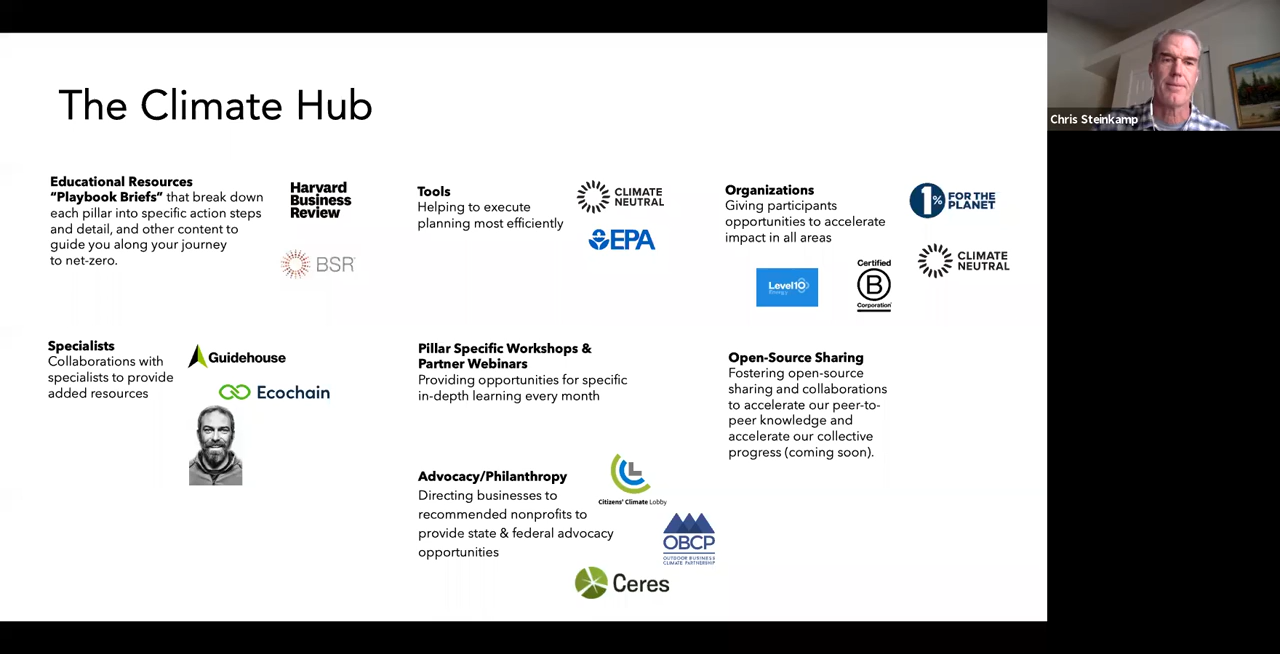 The Climate Hub
Chris Steinkamp
Educational Resources
“Playbook Briefs” that break down
each pillar into specific action steps
and detail, and other content to
guide you along your journey
to net-zero.
Harvard
Business
Review
BSR
Tools
Helping to execute
planning most efficiently
CLIMATE
NEUTRAL
EPA
Organizations
Giving participants
opportunities to accelerate
impact in all areas
1% FOR THE
PLANET
CLIMATE
NEUTRAL
Level10
Energy
Certified
B
Corporation
Specialists
Collaborations with
specialists to provide
added resources
Guidehouse
Ecochain
Pillar Specific Workshops &
Partner Webinars
Providing opportunities for specific
in-depth learning every month
Open-Source Sharing
Fostering open-source
sharing and collaborations
to accelerate our peer-to-
peer knowledge and
accelerate our collective
progress (coming soon).
Advocacy/Philanthropy
Directing businesses to
recommended nonprofits to
provide state & federal advocacy
opportunities
Citizens’ Climate Lobby
OBCP
OUTDOOR BUSINESS
CLIMATE PARTNERSHIP
Ceres